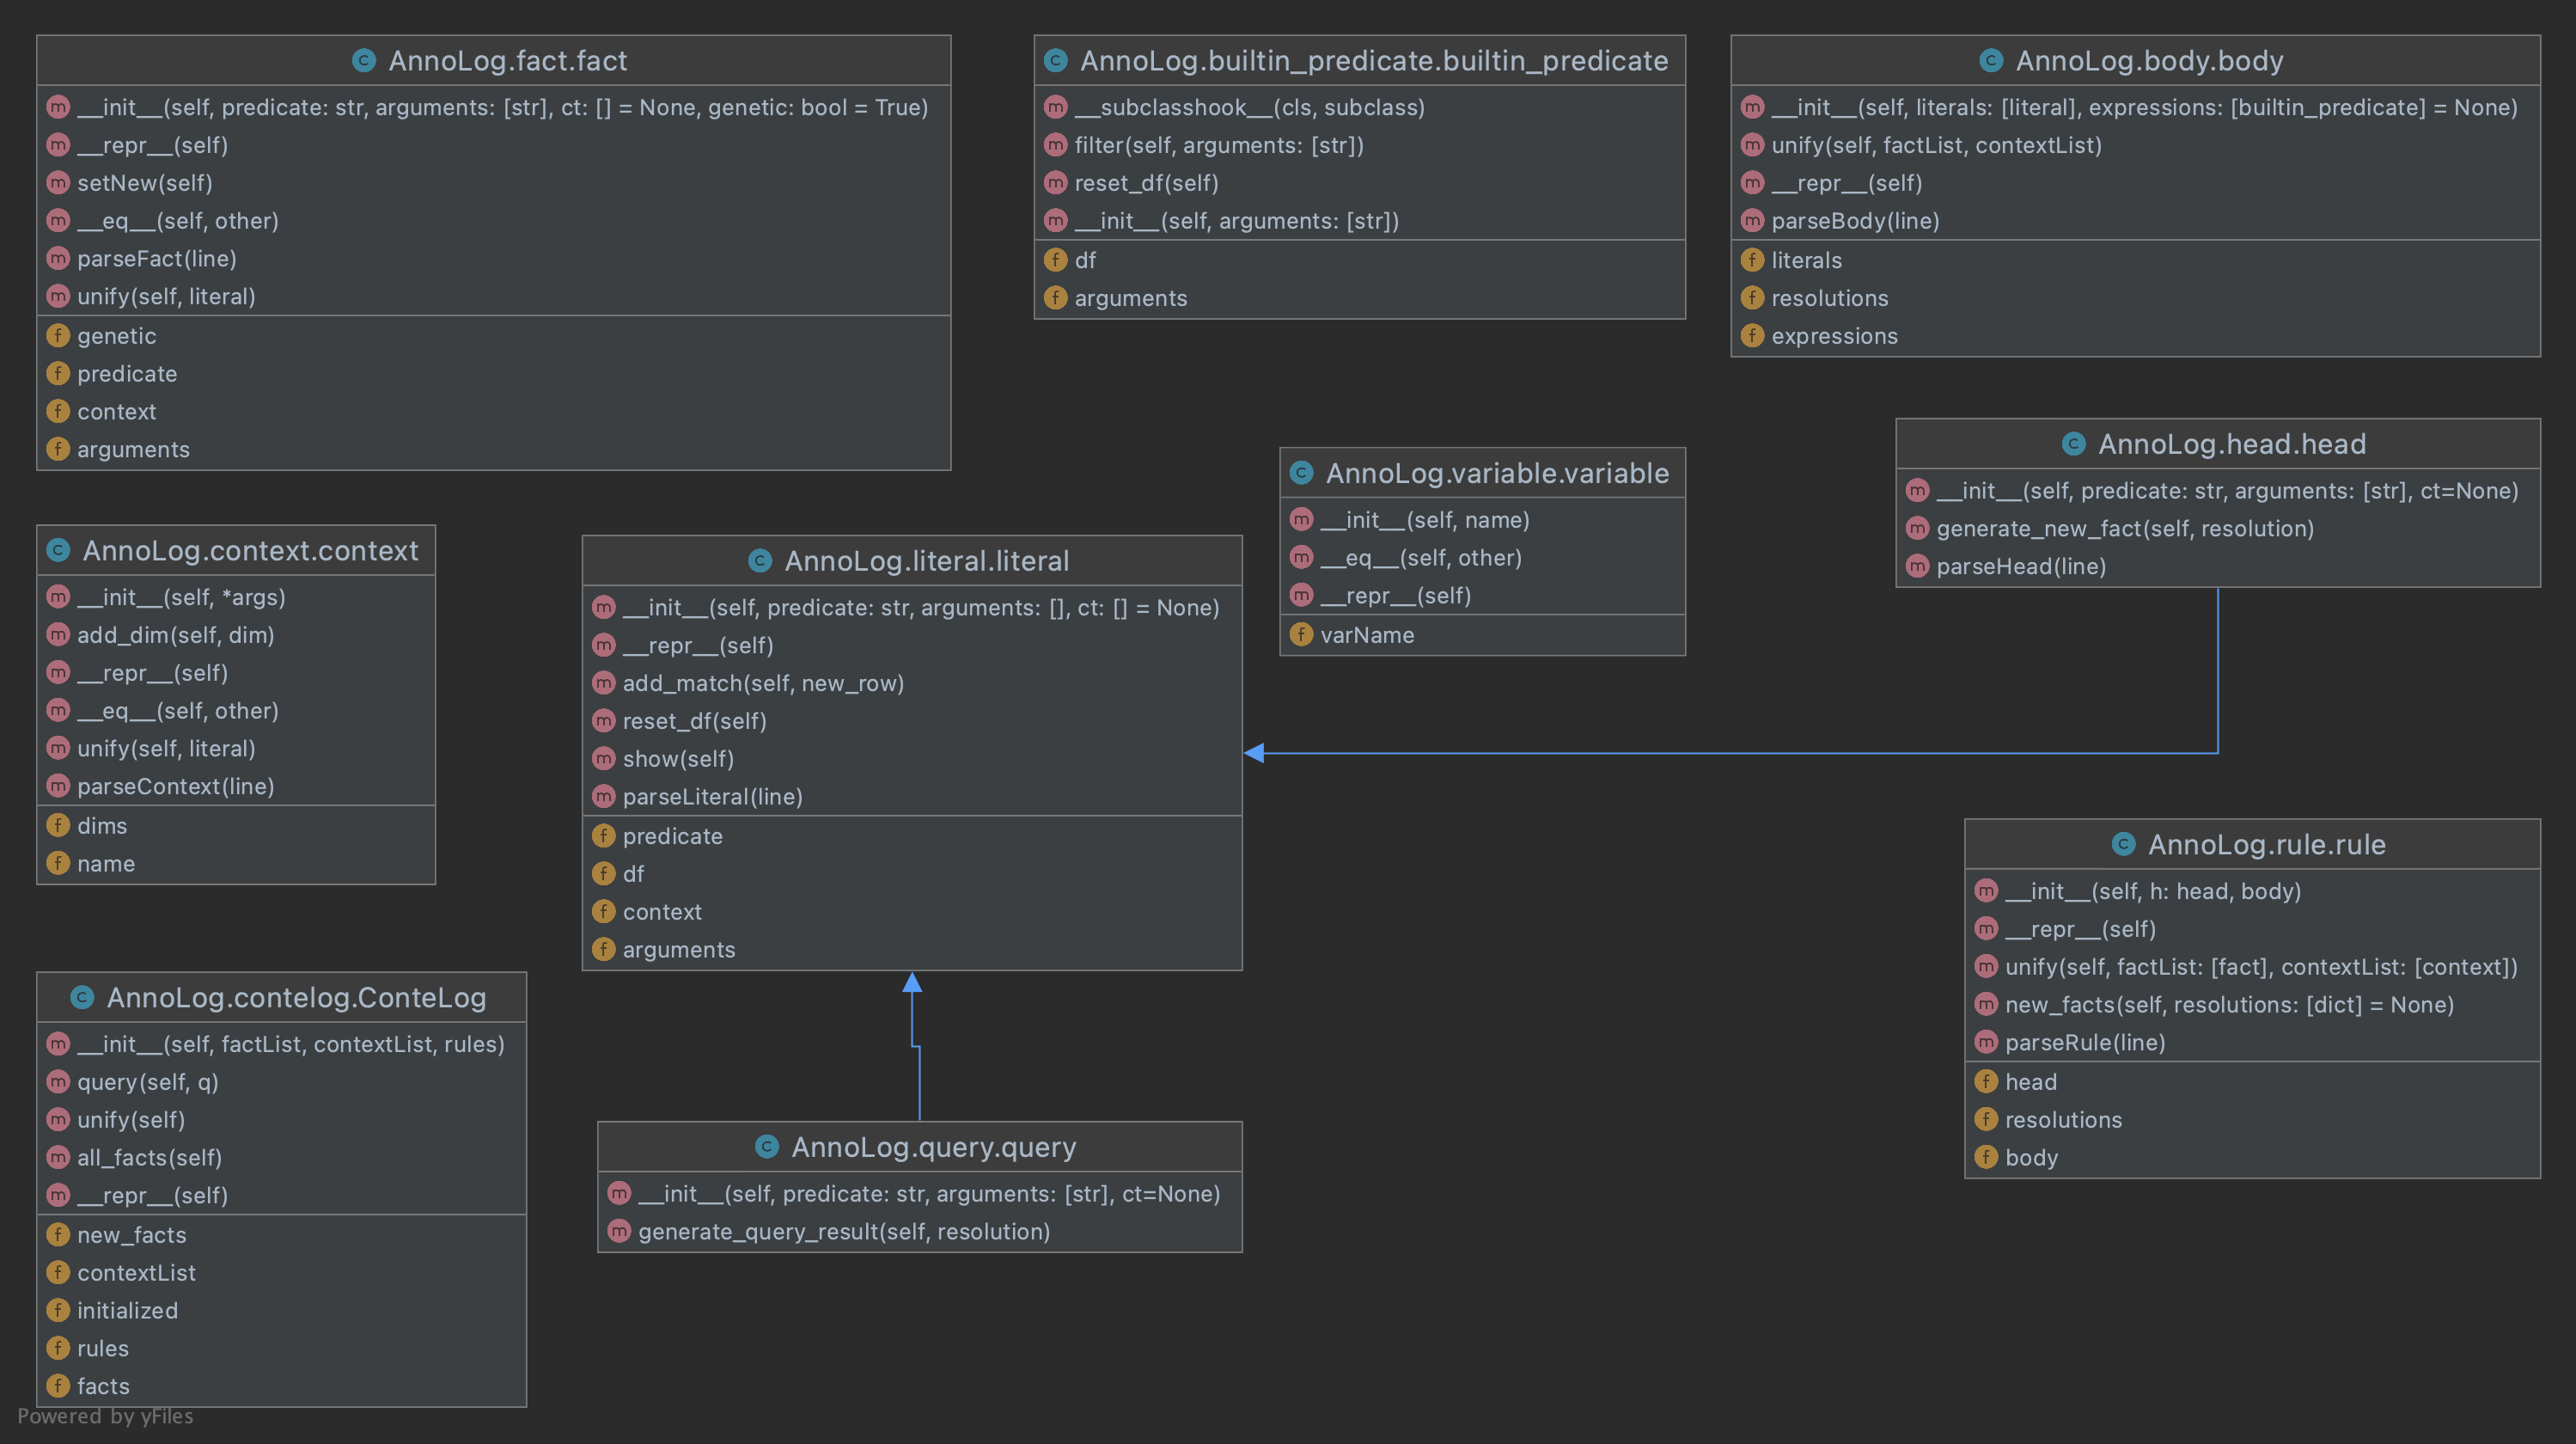 AnnoLog.fact.fact
__init__(self, predicate: str, arguments: [str], ct: [] = None, genetic: bool = True)
__repr__(self)
setNew(self)
__eq__(self, other)
parseFact(line)
unify(self, literal)
genetic
predicate
context
arguments
AnnoLog.builtin_predicate.builtin_predicate
__subclasshook__(cls, subclass)
filter(self, arguments: [str])
reset_df(self)
__init__(self, arguments: [str])
df
arguments
AnnoLog.body.body
__init__(self, literals: [literal], expressions: [builtin_predicate] = None)
unify(self, factList, contextList)
__repr__(self)
parseBody(line)
literals
resolutions
expressions
AnnoLog.head.head
__init__(self, predicate: str, arguments: [str], ct=None)
generate_new_fact(self, resolution)
parseHead(line)
AnnoLog.variable.variable
__init__(self, name)
__eq__(self, other)
__repr__(self)
varName
AnnoLog.context.context
__init__(self, *args)
add_dim(self, dim)
__repr__(self)
__eq__(self, other)
unify(self, literal)
parseContext(line)
dims
name
AnnoLog.literal.literal
__init__(self, predicate: str, arguments: [], ct: [] = None)
__repr__(self)
add_match(self, new_row)
reset_df(self)
show(self)
parseLiteral(line)
predicate
df
context
arguments
AnnoLog.rule.rule
__init__(self, h: head, body)
__repr__(self)
unify(self, factList: [fact], contextList: [context])
new_facts(self, resolutions: [dict] = None)
parseRule(line)
head
resolutions
body
AnnoLog.contelog.ConteLog
__init__(self, factList, contextList, rules)
query(self, q)
unify(self)
all_facts(self)
__repr__(self)
new_facts
contextList
initialized
rules
facts
AnnoLog.query.query
__init__(self, predicate: str, arguments: [str], ct=None)
generate_query_result(self, resolution)
Powered by yFiles